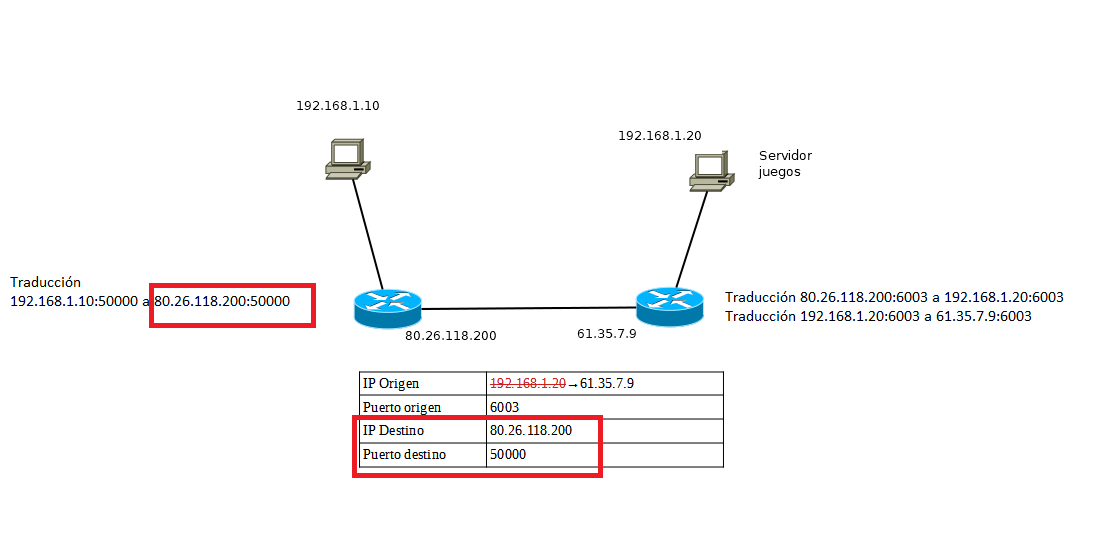 192.168.1.10
192.168.1.20
Servidor
juegos
Traducción
192.168.1.10:50000 a 80.26.118.200:50000
Traducción 80.26.118.200:6003 a 192.168.1.20:6003
Traducción 192.168.1.20:6003 a 61.35.7.9:6003
80.26.118.200
61.35.7.9
IP Origen 192.168.1.20→61.35.7.9
Puerto origen 6003
IP Destino 80.26.118.200
Puerto destino 50000